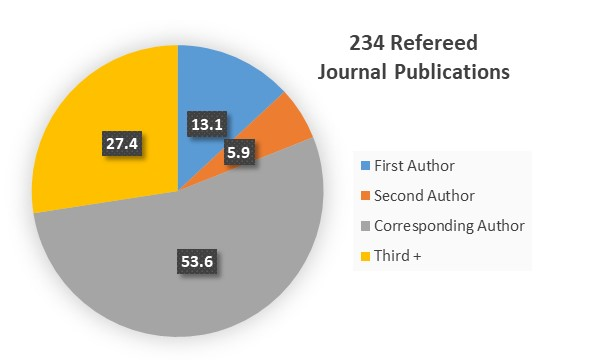 234 Refereed
Journal Publications
13.1
5.9
27.4
53.6
First Author
Second Author
Corresponding Author
Third +